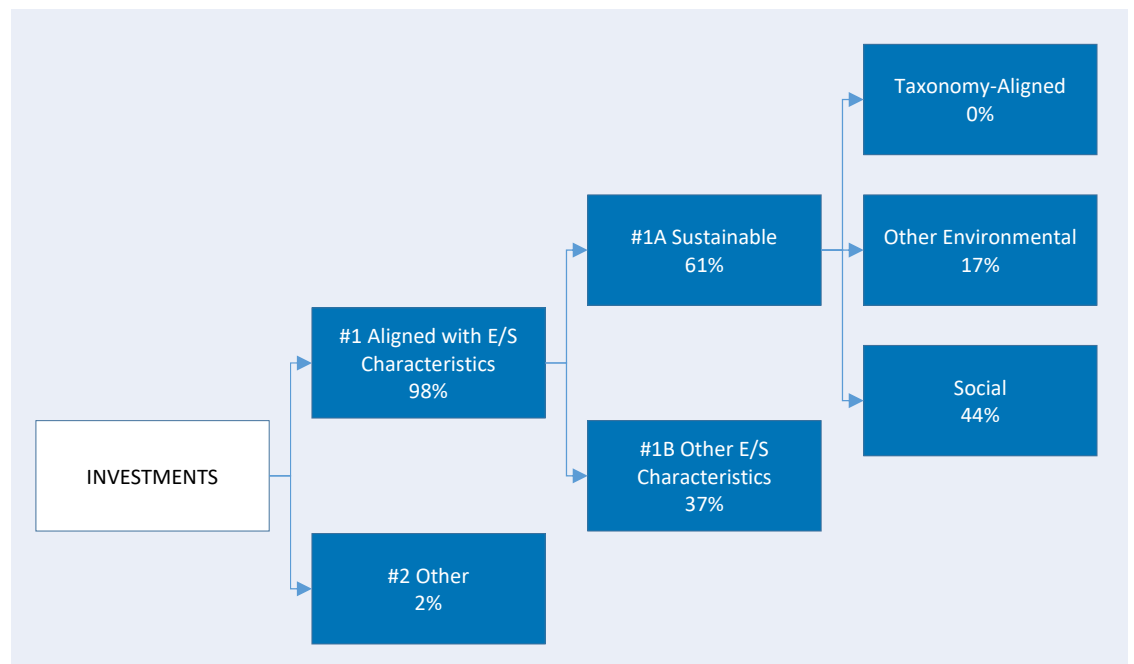 INVESTMENTS
#1 Aligned with E/S
Characteristics
98%
#2 Other
2%
#1A Sustainable
61%
#1B Other E/S
Characteristics
37%
Taxonomy-Aligned
0%
Other Environmental
17%
Social
44%